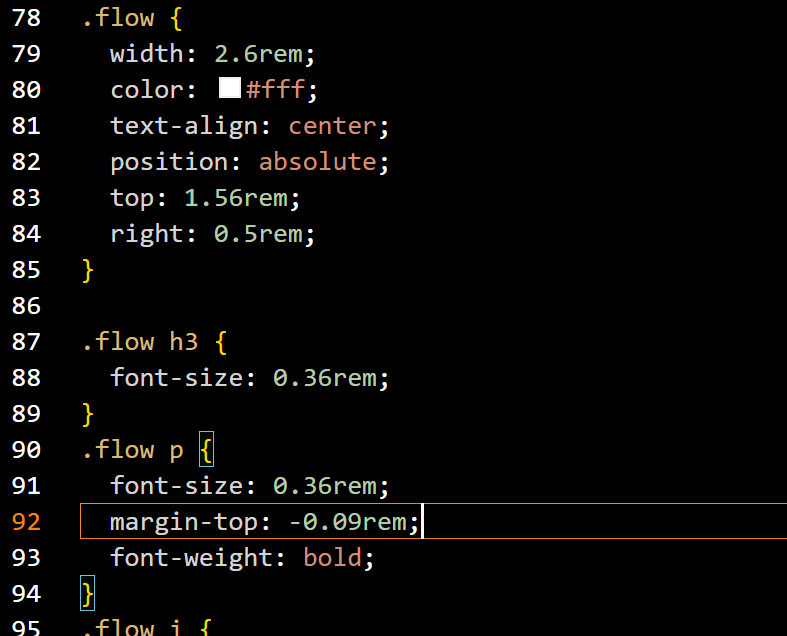 78 .flow {
79 width: 2.6rem;
80 color: #fff;
81 text-align: center;
82 position: absolute;
83 top: 1.56rem;
84 right: 0.5rem;
85 }
86
87 .flow h3 {
88 font-size: 0.36rem;
89 }
90 .flow p {
91 font-size: 0.36rem;
92 margin-top: -0.09rem;
93 font-weight: bold;
94 }
95 .flow i {